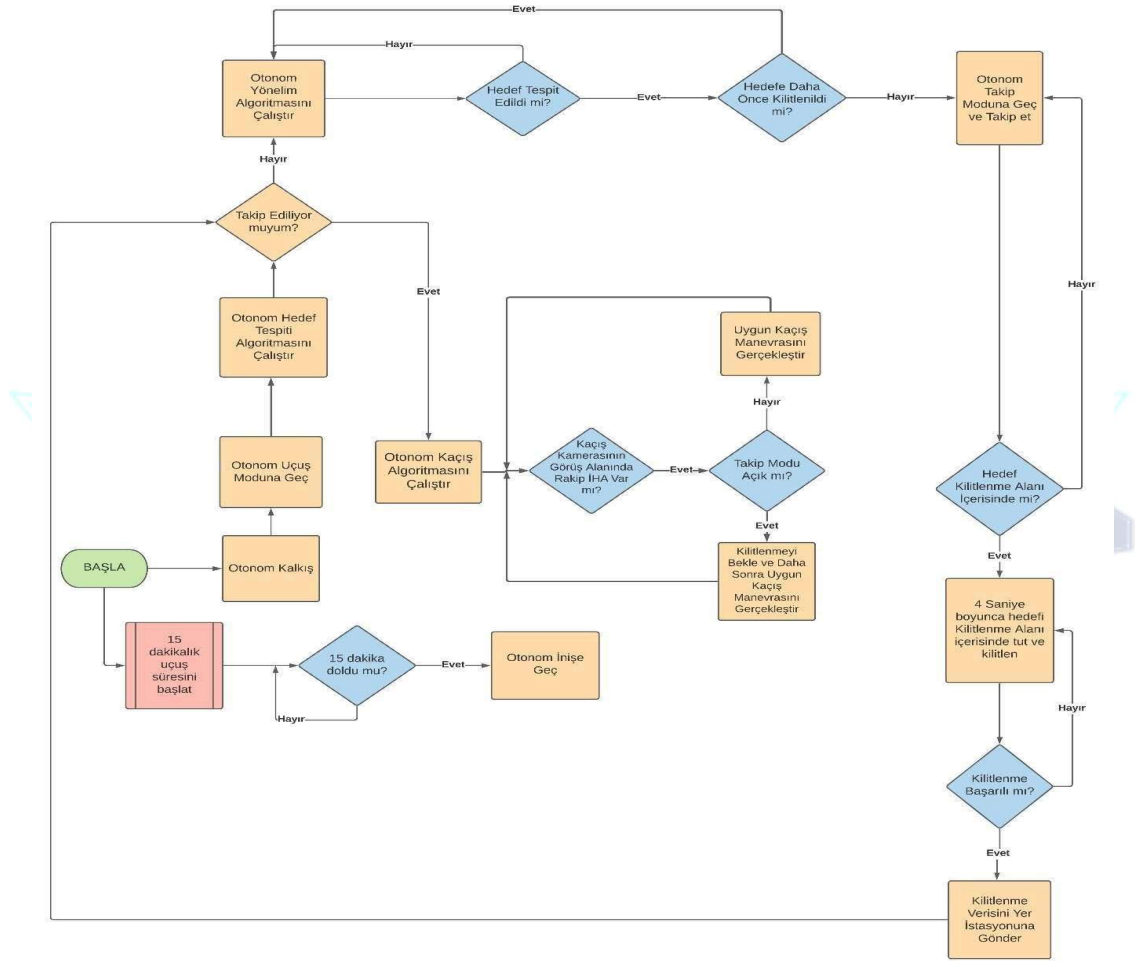 Evet
Hayır
Otonom
Yönelim
Algoritmasını
Çalıştır
Hedef Tespit
Edildi mi?
Evet
Hedefe Daha
Önce Kilitlenildi
mi?
Hayır
Otonom
Takip
Moduna Geç
ve Takip et
Hayır
Takip Ediliyor
muyum?
Evet
Hayır
Otonom Hedef
Tespiti
Algoritmasını
Çalıştır
Uygun Kaçış
Manevrasını
Gerçekleştir
Hayır
Otonom Uçuş
Moduna Geç
Otonom Kaçış
Algoritmasını
Çalıştır
Kaçış
Kamerasının
Görüş Alanında
Rakip İHA Var
mı?
Evet
Takip Modu
Açık mı?
Evet
Kilitlenmeyi
Bekle ve Daha
Sonra Uygun
Kaçış
Manevrasını
Gerçekleştir
Hedef
Kilitlenme Alanı
İçerisinde mi?
Evet
BAŞLA
Otonom Kalkış
15
dakikalık
uçuş
süresini
başlat
15 dakika
doldu mu?
Evet
Otonom İnişe
Geç
Hayır
4 Saniye
boyunca hedefi
Kilitlenme Alanı
içerisinde tut ve
kilitlen
Hayır
Kilitlenme
Başarılı mı?
Evet
Kilitlenme
Verisini Yer
İstasyonuna
Gönder